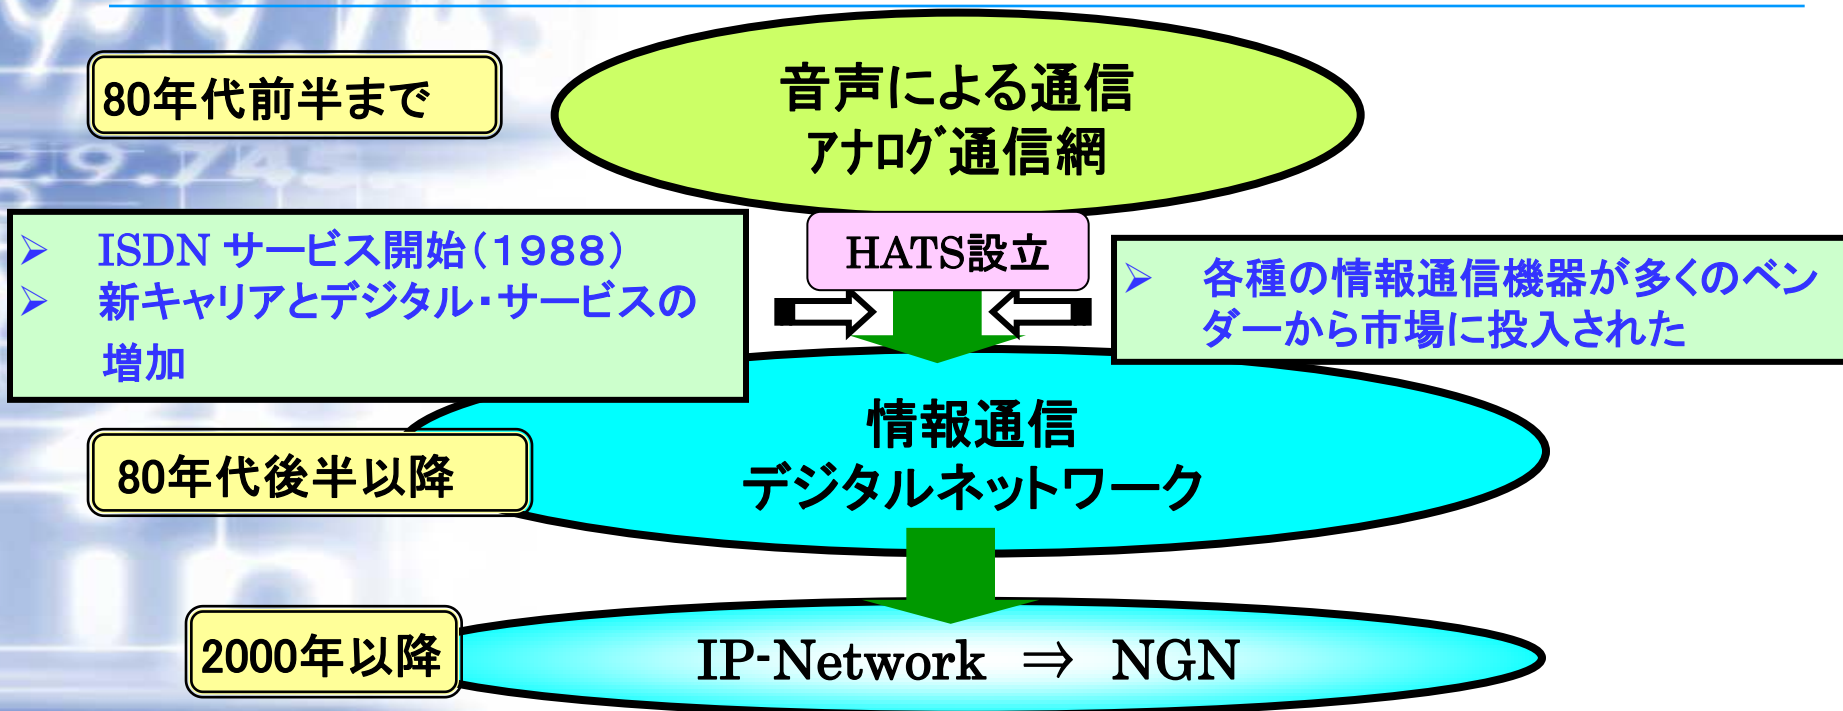 80年代前半まで
音声による通信
アナログ通信網
➢ ISDN サービス開始(1988)
➢ 新キャリアとデジタル・サービスの
増加
HATS設立
➢ 各種の情報通信機器が多くのベン
ダーから市場に投入された
80年代後半以降
情報通信
デジタルネットワーク
2000年以降
IP-Network ⇒ NGN